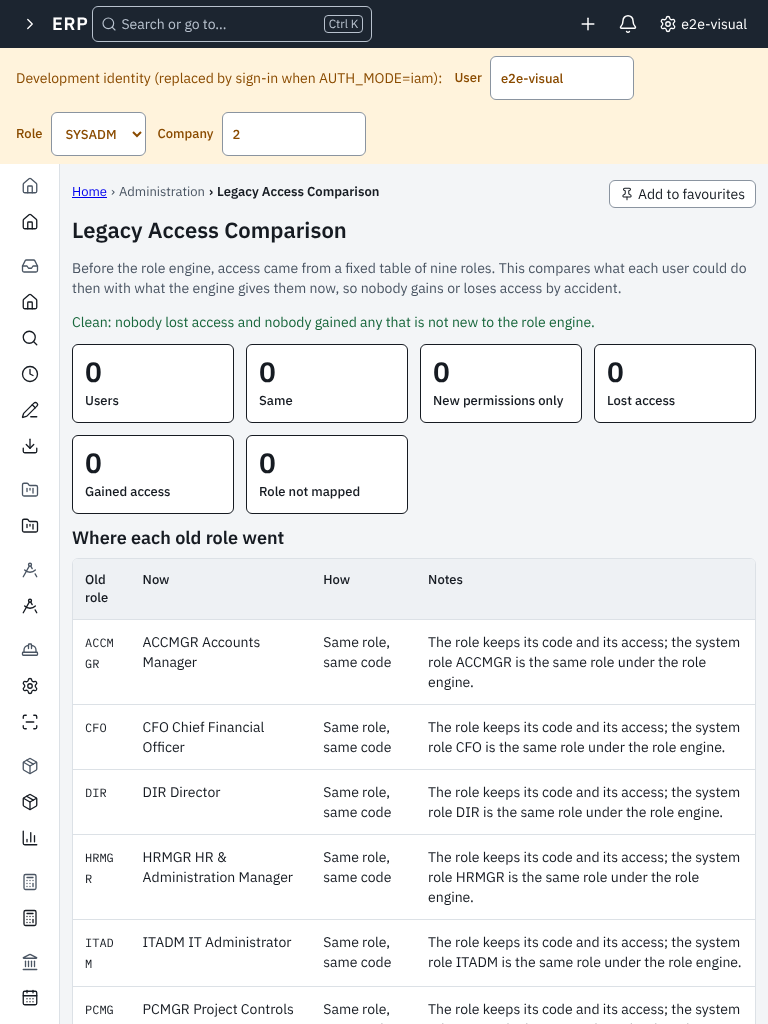 ERP Search or go to... Ctrl K e2e-visual
Development identity (replaced by sign-in when AUTH_MODE=iam): User e2e-visual
Role SYSADM Company 2
Home › Administration › Legacy Access Comparison Add to favourites
Legacy Access Comparison
Before the role engine, access came from a fixed table of nine roles. This compares what each user could do
then with what the engine gives them now, so nobody gains or loses access by accident.
Clean: nobody lost access and nobody gained any that is not new to the role engine.
0 0 0 0
Users Same New permissions only Lost access
0 0
Gained access Role not mapped
Where each old role went
Old Now How Notes
role
ACCM ACCMGR Accounts Same role, The role keeps its code and its access; the system
GR Manager same code role ACCMGR is the same role under the role
engine.
CFO CFO Chief Financial Same role, The role keeps its code and its access; the system
Officer same code role CFO is the same role under the role engine.
DIR DIR Director Same role, The role keeps its code and its access; the system
same code role DIR is the same role under the role engine.
HRMG HRMGR HR & Same role, The role keeps its code and its access; the system
R Administration Manager same code role HRMGR is the same role under the role
engine.
ITAD ITADM IT Administrator Same role, The role keeps its code and its access; the system
M same code role ITADM is the same role under the role engine.
PCMG PCMGR Project Controls Same role, The role keeps its code and its access; the system